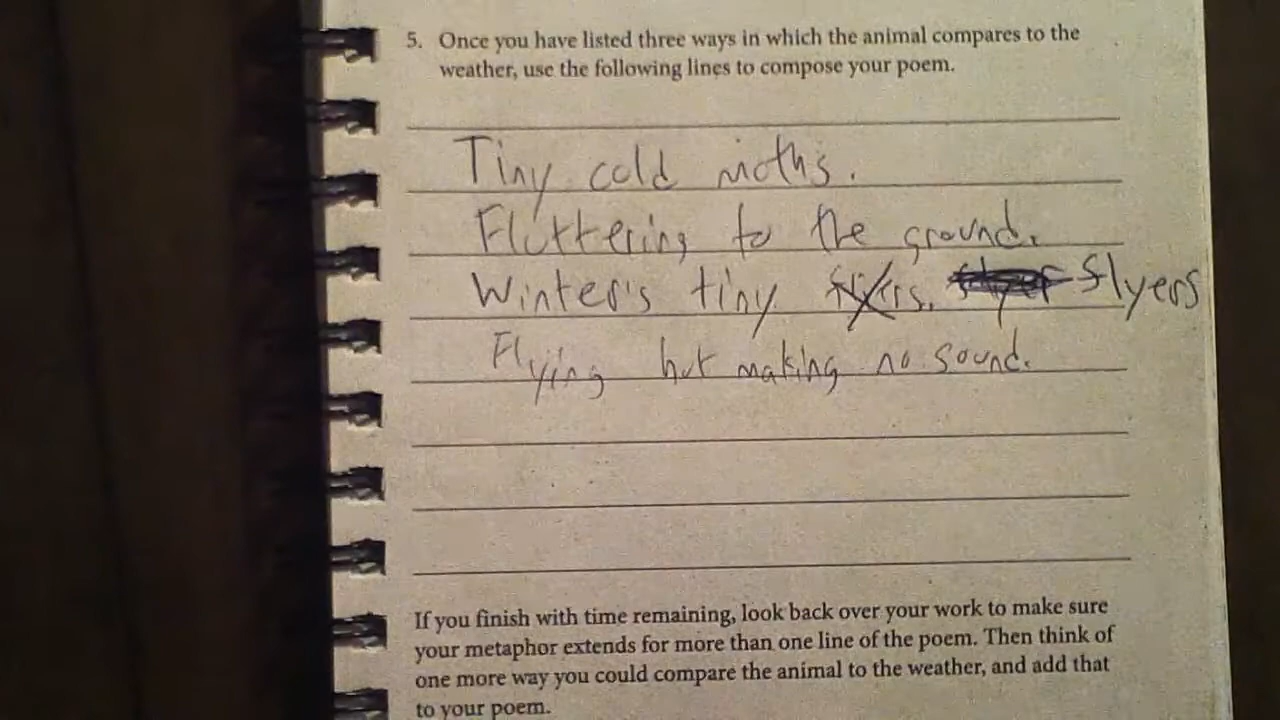 5. Once you have listed three ways in which the animal compares to the
weather, use the following lines to compose your poem.
Tiny cold moths.
Fluttering to the ground.
Winter's tiny flyers
Flying but making no sound.
If you finish with time remaining, look back over your work to make sure
your metaphor extends for more than one line of the poem. Then think of
one more way you could compare the animal to the weather, and add that
to your poem.